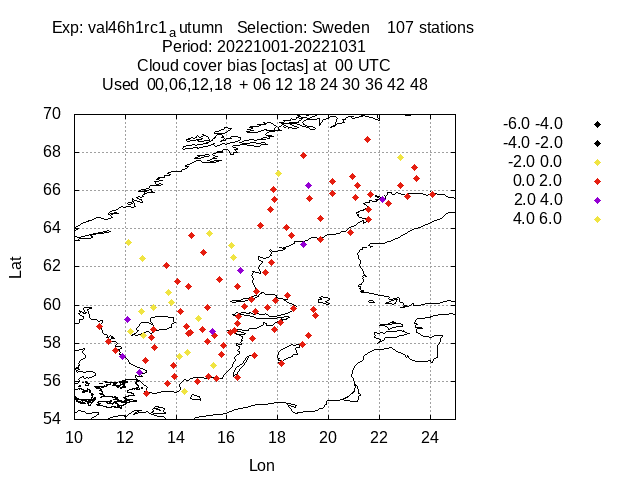 Exp: val46h1rc1autumn Selection: Sweden 107 stations
Period: 20221001-20221031
Cloud cover bias [octas] at 00 UTC
Used 00,06,12,18 + 06 12 18 24 30 36 42 48
70
68
66
64
62
60
58
56
54
10 12 14 16 18 20 22 24
Lat
Lon
-6.0 -4.0
-4.0 -2.0
-2.0 0.0
0.0 2.0
2.0 4.0
4.0 6.0